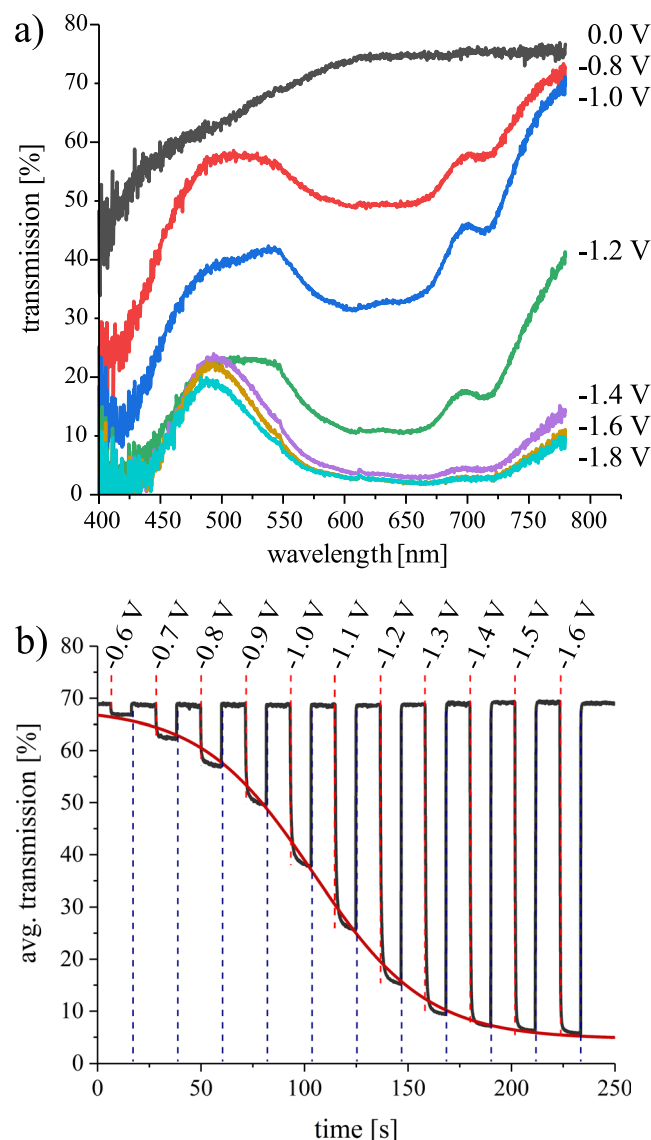 a)
80
70
60
50
40
30
20
10
0
transmission [%]
0.0 V
-0.8 V
-1.0 V
-1.2 V
-1.4 V
-1.6 V
-1.8 V
400 450 500 550 600 650 700 750 800
wavelength [nm]
b)
-0.6 V -0.7 V -0.8 V -0.9 V -1.0 V -1.1 V -1.2 V -1.3 V -1.4 V -1.5 V -1.6 V
80
70
60
50
40
30
20
10
0
avg. transmission [%]
0 50 100 150 200 250
time [s]